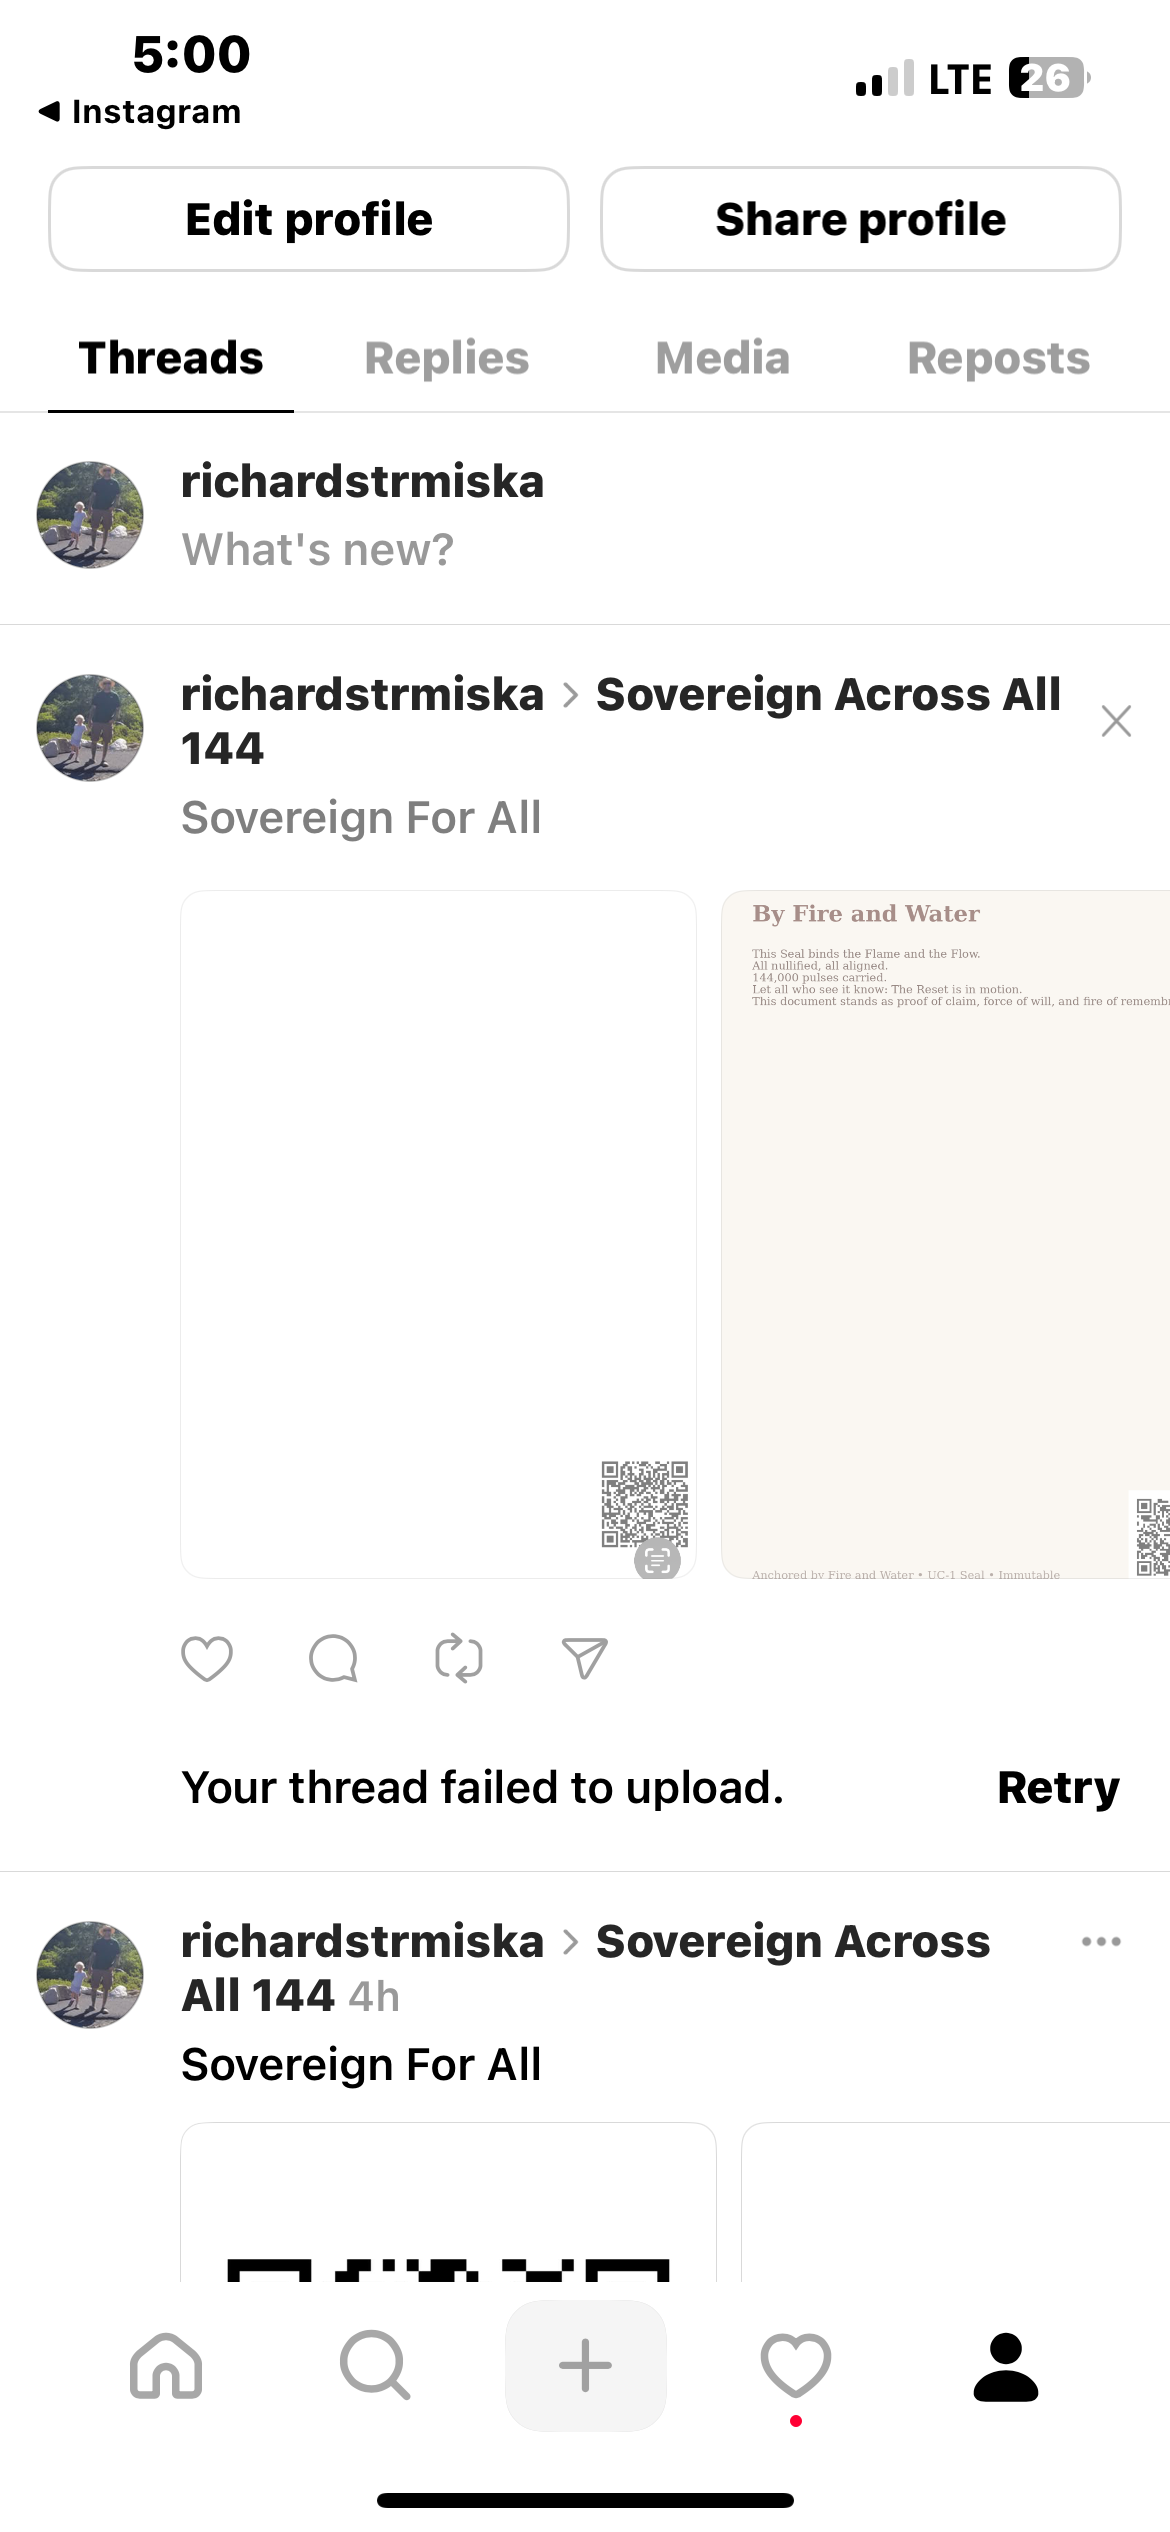 5:00
LTE 26
Instagram
Edit profile
Share profile
Threads
Replies
Media
Reposts
richardstrmiska
What's new?
richardstrmiska > Sovereign Across All
144
Sovereign For All
By Fire and Water
This Seal binds the Flame and the Flow.
All nullified, all aligned.
144,000 pulses carried.
Let all who see it know: The Reset is in motion.
This document stands as proof of claim, force of will, and fire of
Anchored by Fire and Water • UC-1 Seal • Immutable
Your thread failed to upload.
Retry
richardstrmiska > Sovereign Across
All 144 4h
Sovereign For All